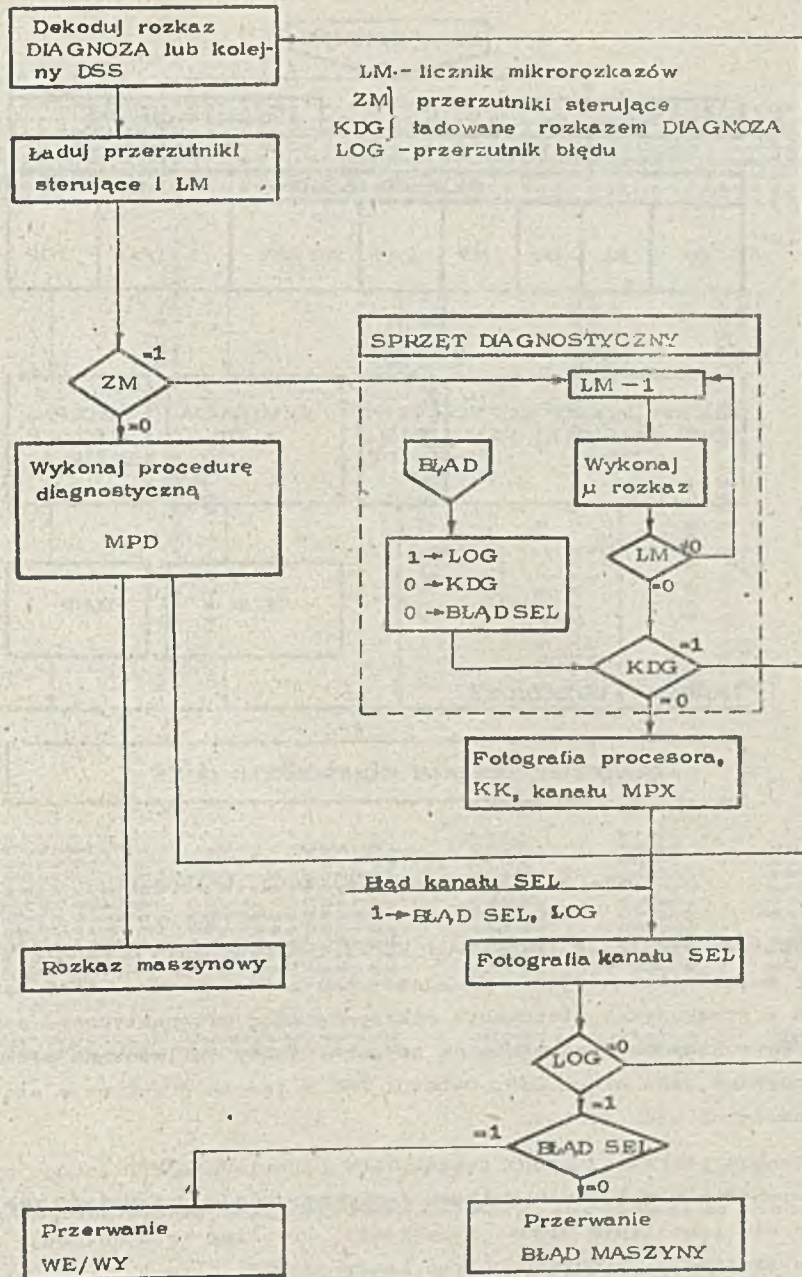 Dekoduj rozkaz
DIAGNOZA lub kolej-
ny DSS
LM - licznik mikrorozkazów
ZM } przerzutniki sterujące
KDG } ładowane rozkazem DIAGNOZA
LOG - przerzutnik błędu
Ładuj przerzutniki
sterujące i LM
ZM
=1
=0
SPRZĘT DIAGNOSTYCZNY
LM - 1
Wykonaj procedurę
diagnostyczną
MPD
BŁĄD
Wykonaj
µ rozkaz
1 → LOG
0 → KDG
0 → BŁĄD SEL
LM
≠0
=0
KDG
=1
=0
Fotografia procesora,
KK, kanału MPX
Błąd kanału SEL
1 → BŁĄD SEL, LOG
Rozkaz maszynowy
Fotografia kanału SEL
LOG
=0
=1
BŁĄD SEL
=1
=0
Przerwanie
WE/WY
Przerwanie
BŁĄD MASZYNY